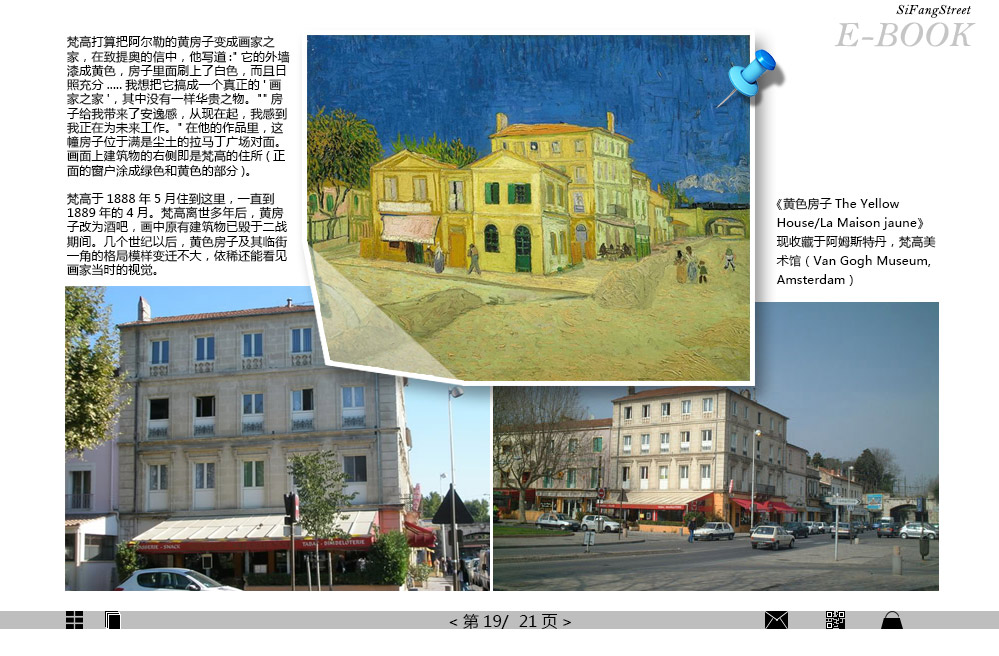 SiFangStreet
E-BOOK
梵高打算把阿尔勒的黄房子变成画家之
家，在致提奥的信中，他写道：" 它的外墙
漆成黄色，房子里面刷上了白色，而且日
照充分 ..... 我想把它搞成一个真正的 ' 画
家之家 '，其中没有一样华贵之物。"" 房
子给我带来了安逸感，从现在起，我感到
我正在为未来工作。" 在他的作品里，这
幢房子位于满是尘土的拉马丁广场对面。
画面上建筑物的右侧即是梵高的住所 ( 正
面的窗户涂成绿色和黄色的部分 )。
梵高于 1888 年 5 月住到这里，一直到
1889 年的 4 月。梵高离世多年后，黄房
子改为酒吧，画中原有建筑物已毁于二战
期间。几个世纪以后，黄色房子及其临街
一角的格局模样变迁不大，依稀还能看见
画家当时的视觉。
《黄色房子 The Yellow
House/La Maison jaune》
现收藏于阿姆斯特丹，梵高美
术馆（ Van Gogh Museum,
Amsterdam ）
SNACK
TABAC
< 第 19/ 21 页 >